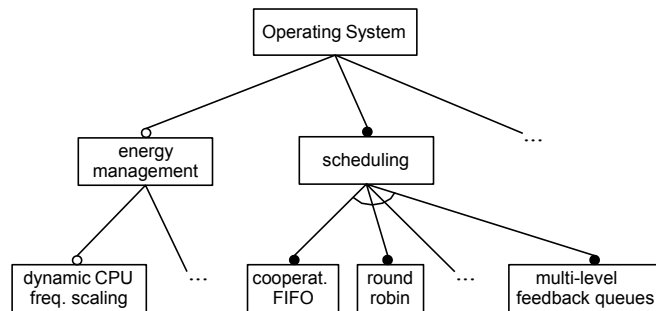 Operating System
energy
management
scheduling
...
dynamic CPU
freq. scaling
...
cooperat.
FIFO
round
robin
...
multi-level
feedback queues